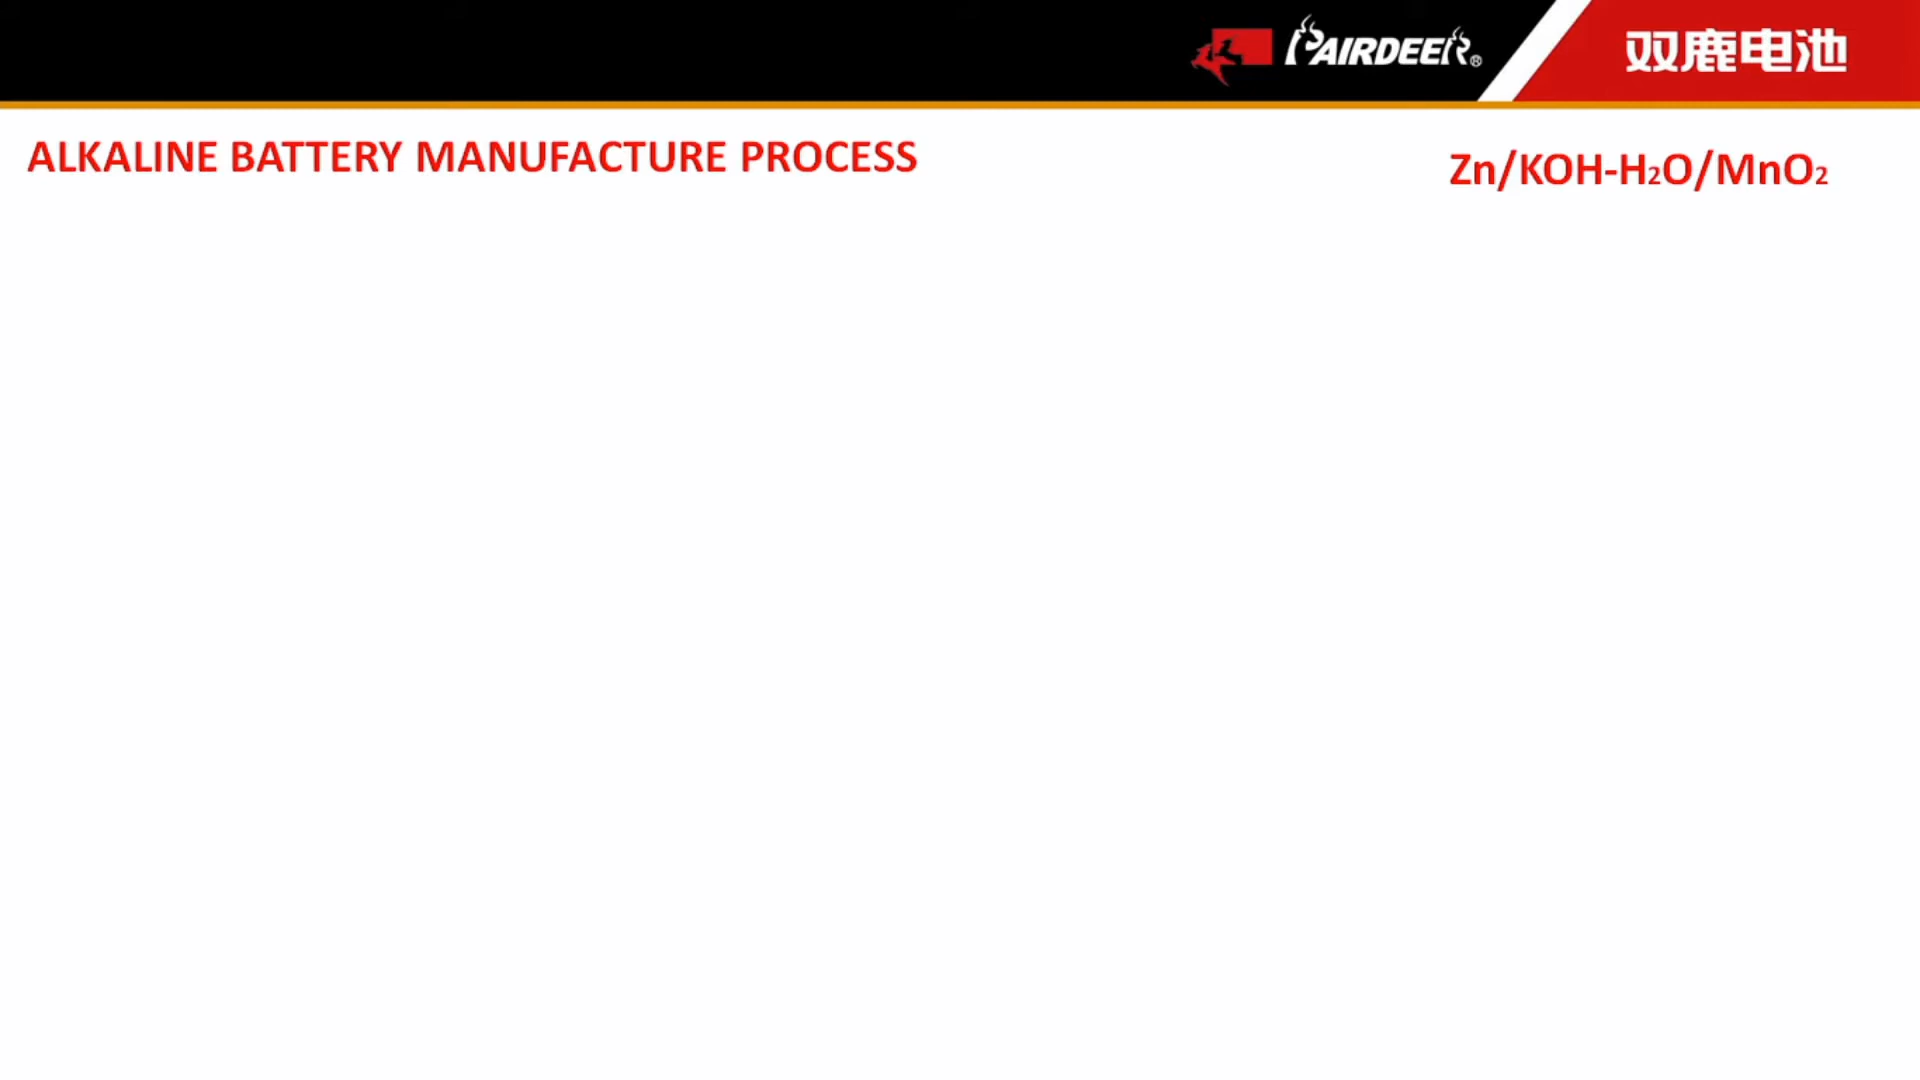 PAIRDEER®
双鹿电池
ALKALINE BATTERY MANUFACTURE PROCESS
Zn/KOH-H₂O/MnO₂